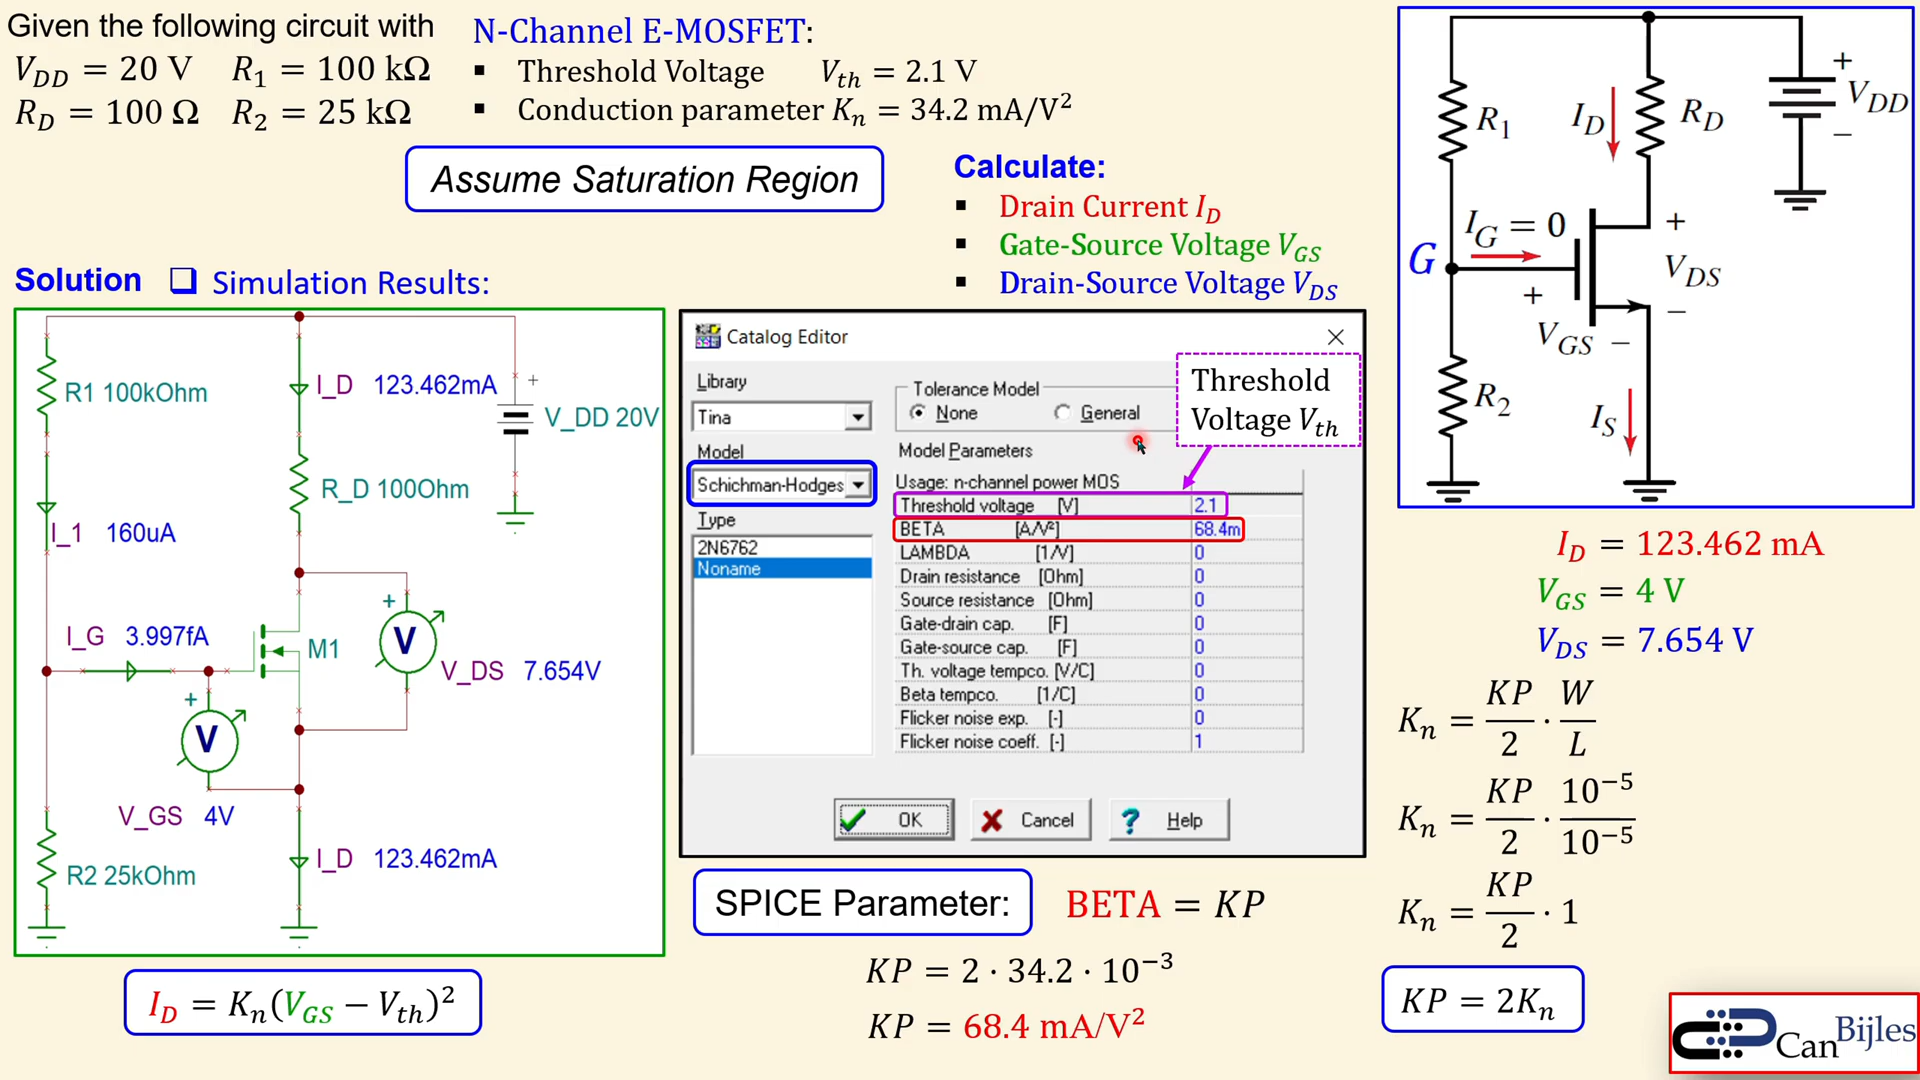 Given the following circuit with
V_DD = 20 V R_1 = 100 kΩ
R_D = 100 Ω R_2 = 25 kΩ
N-Channel E-MOSFET:
▪ Threshold Voltage V_th = 2.1 V
▪ Conduction parameter K_n = 34.2 mA/V²
Assume Saturation Region
Calculate:
▪ Drain Current I_D
▪ Gate-Source Voltage V_GS
▪ Drain-Source Voltage V_DS
Solution ❑ Simulation Results:
R1 100kOhm
I_D 123.462mA
+
V_DD 20V
R_D 100Ohm
I_1 160uA
I_G 3.997fA
M1
+
V
V_DS 7.654V
+
V
V_GS 4V
R2 25kOhm
I_D 123.462mA
I_D = K_n(V_GS − V_th)²
Catalog Editor
Library
Tina
Model
Schichman-Hodges
Type
2N6762
Noname
Tolerance Model
None General
Threshold
Voltage V_th
Model Parameters
Usage: n-channel power MOS
Threshold voltage [V] 2.1
BETA [A/V²] 68.4m
LAMBDA [1/V] 0
Drain resistance [Ohm] 0
Source resistance [Ohm] 0
Gate-drain cap. [F] 0
Gate-source cap. [F] 0
Th. voltage tempco. [V/C] 0
Beta tempco. [1/C] 0
Flicker noise exp. [-] 0
Flicker noise coeff. [-] 1
OK Cancel Help
SPICE Parameter: BETA = KP
KP = 2 · 34.2 · 10⁻³
KP = 68.4 mA/V²
R_1
I_D
R_D
+
V_DD
−
I_G = 0
G
+
V_DS
−
+
V_GS −
R_2
I_S
I_D = 123.462 mA
V_GS = 4 V
V_DS = 7.654 V
K_n = KP/2 · W/L
K_n = KP/2 · 10⁻⁵/10⁻⁵
K_n = KP/2 · 1
KP = 2K_n
CanBijles